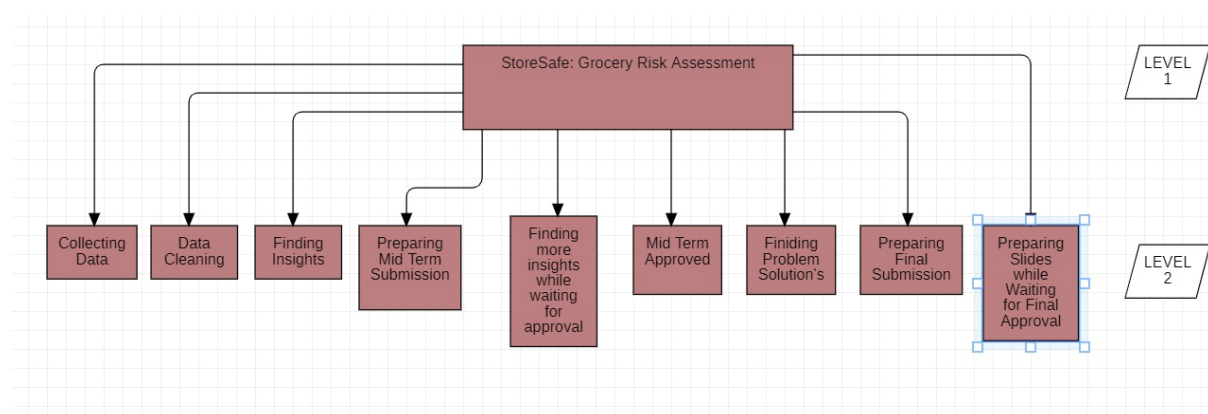 StoreSafe: Grocery Risk Assessment
LEVEL
1
Collecting
Data
Data
Cleaning
Finding
Insights
Preparing
Mid Term
Submission
Finding
more
insights
while
waiting
for
approval
Mid Term
Approved
Finiding
Problem
Solution's
Preparing
Final
Submission
Preparing
Slides
while
Waiting
for Final
Approval
LEVEL
2